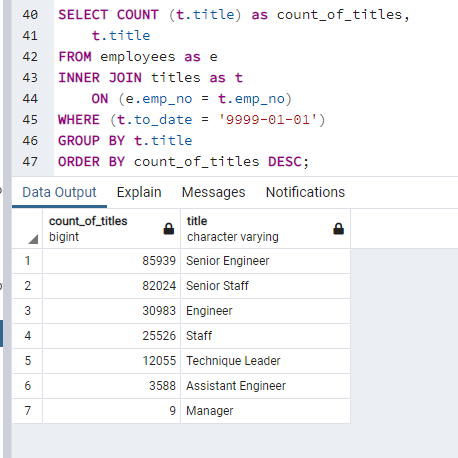 40 SELECT COUNT (t.title) as count_of_titles,
41 t.title
42 FROM employees as e
43 INNER JOIN titles as t
44 ON (e.emp_no = t.emp_no)
45 WHERE (t.to_date = '9999-01-01')
46 GROUP BY t.title
47 ORDER BY count_of_titles DESC;
Data Output Explain Messages Notifications
count_of_titles title
bigint character varying
1 85939 Senior Engineer
2 82024 Senior Staff
3 30983 Engineer
4 25526 Staff
5 12055 Technique Leader
6 3588 Assistant Engineer
7 9 Manager